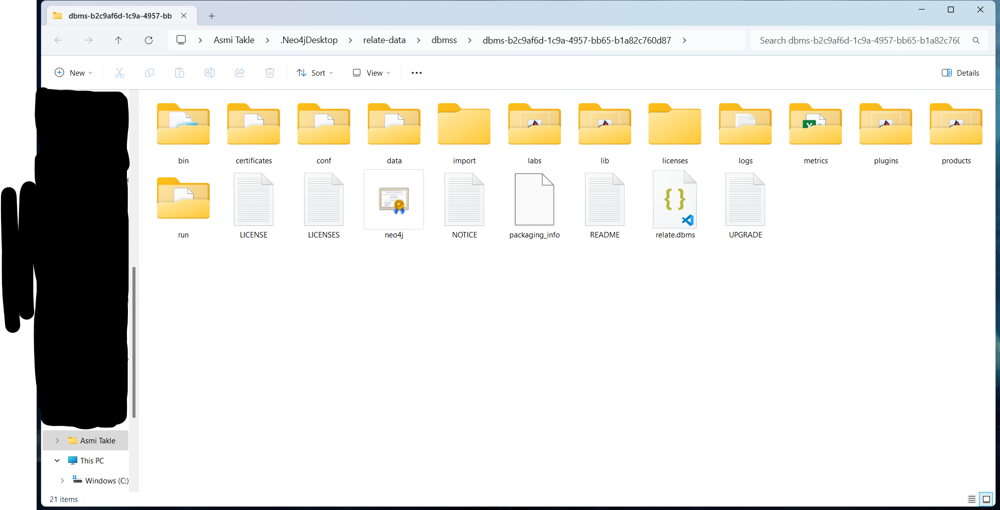 dbms-b2c9af6d-1c9a-4957-bb
Asmi Takle
.Neo4jDesktop
relate-data
dbmss
dbms-b2c9af6d-1c9a-4957-bb65-b1a82c760d87
Search dbms-b2c9af6d-1c9a-4957-bb65-b1a82c760
New
Sort
View
Details
bin certificates conf data import labs lib licenses logs metrics plugins products
run LICENSE LICENSES neo4j NOTICE packaging_info README relate.dbms UPGRADE
Asmi Takle
This PC
Windows (C:)
21 items